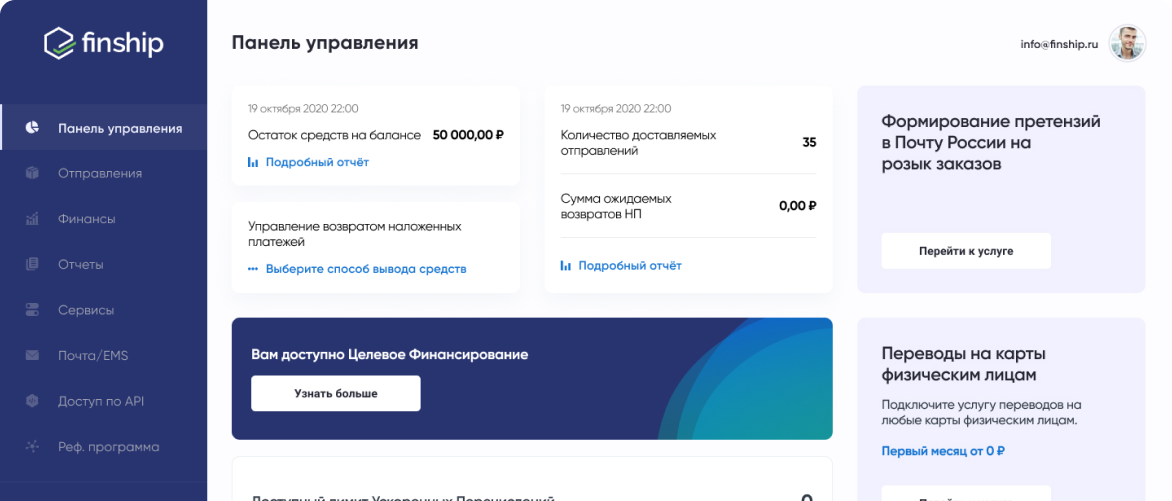 finship
Панель управления
info@finship.ru
Панель управления
Отправления
Финансы
Отчеты
Сервисы
Почта/EMS
Доступ по API
Реф. программа
19 октября 2020 22:00
Остаток средств на балансе 50 000,00 ₽
Подробный отчёт
Управление возвратом наложенных
платежей
Выберите способ вывода средств
19 октября 2020 22:00
Количество доставляемых
отправлений
35
Сумма ожидаемых
возвратов НП
0,00 ₽
Подробный отчёт
Формирование претензий
в Почту России на
розык заказов
Перейти к услуге
Вам доступно Целевое Финансирование
Узнать больше
Переводы на карты
физическим лицам
Подключите услугу переводов на
любые карты физическим лицам.
Первый месяц от 0 ₽
Доступный лимит Ускоренных Перечислений
0